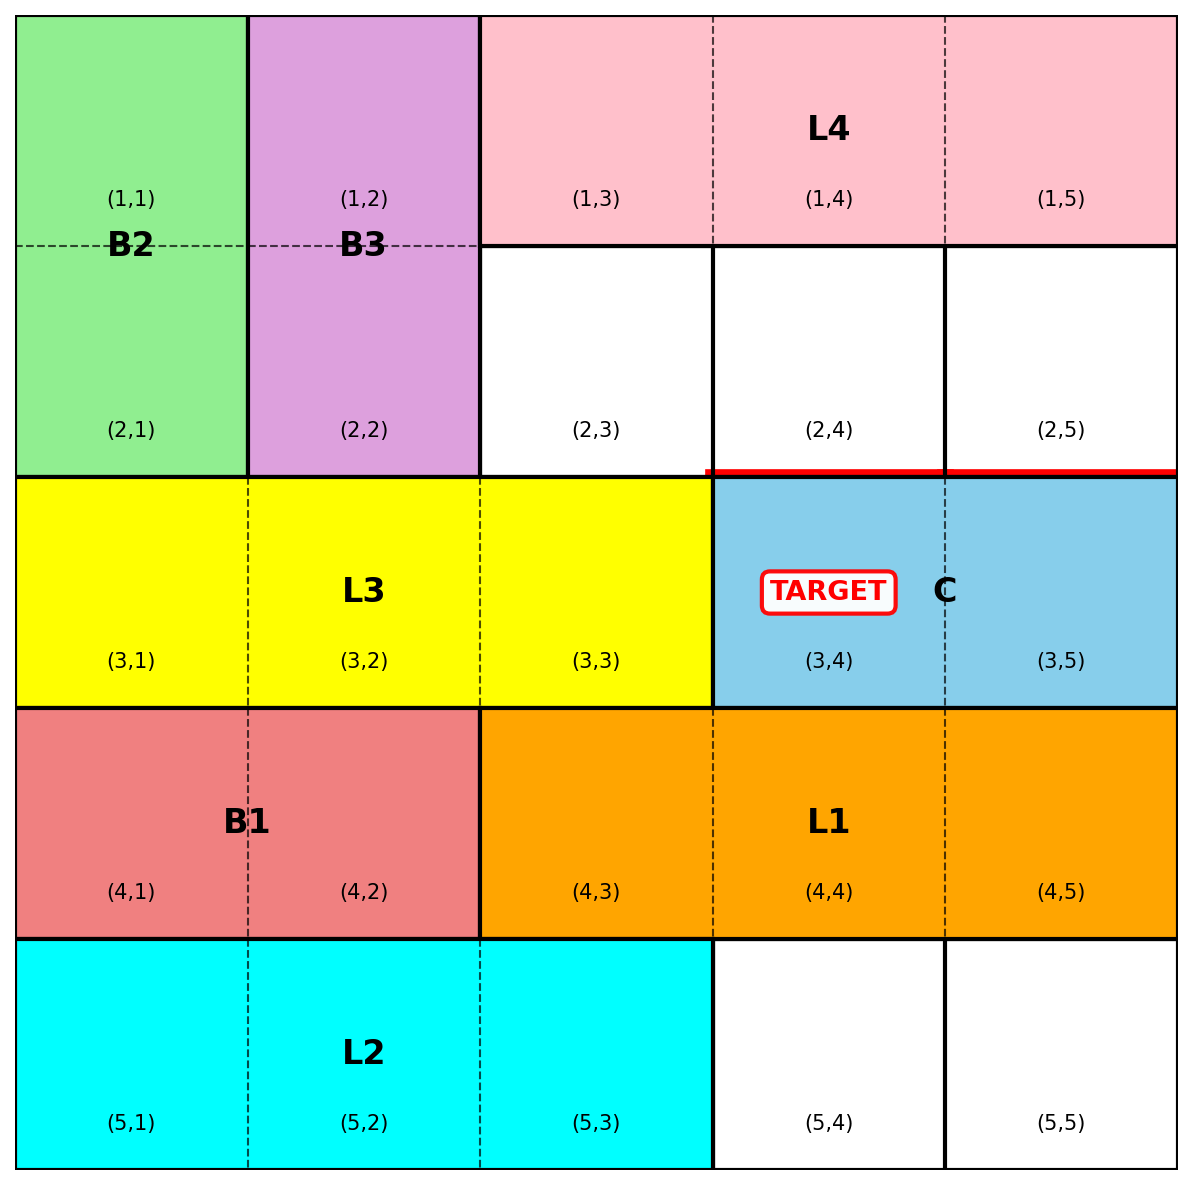 L4
(1,1) (1,2) (1,3) (1,4) (1,5)
B2 B3
(2,1) (2,2) (2,3) (2,4) (2,5)
L3 TARGET C
(3,1) (3,2) (3,3) (3,4) (3,5)
B1 L1
(4,1) (4,2) (4,3) (4,4) (4,5)
L2
(5,1) (5,2) (5,3) (5,4) (5,5)